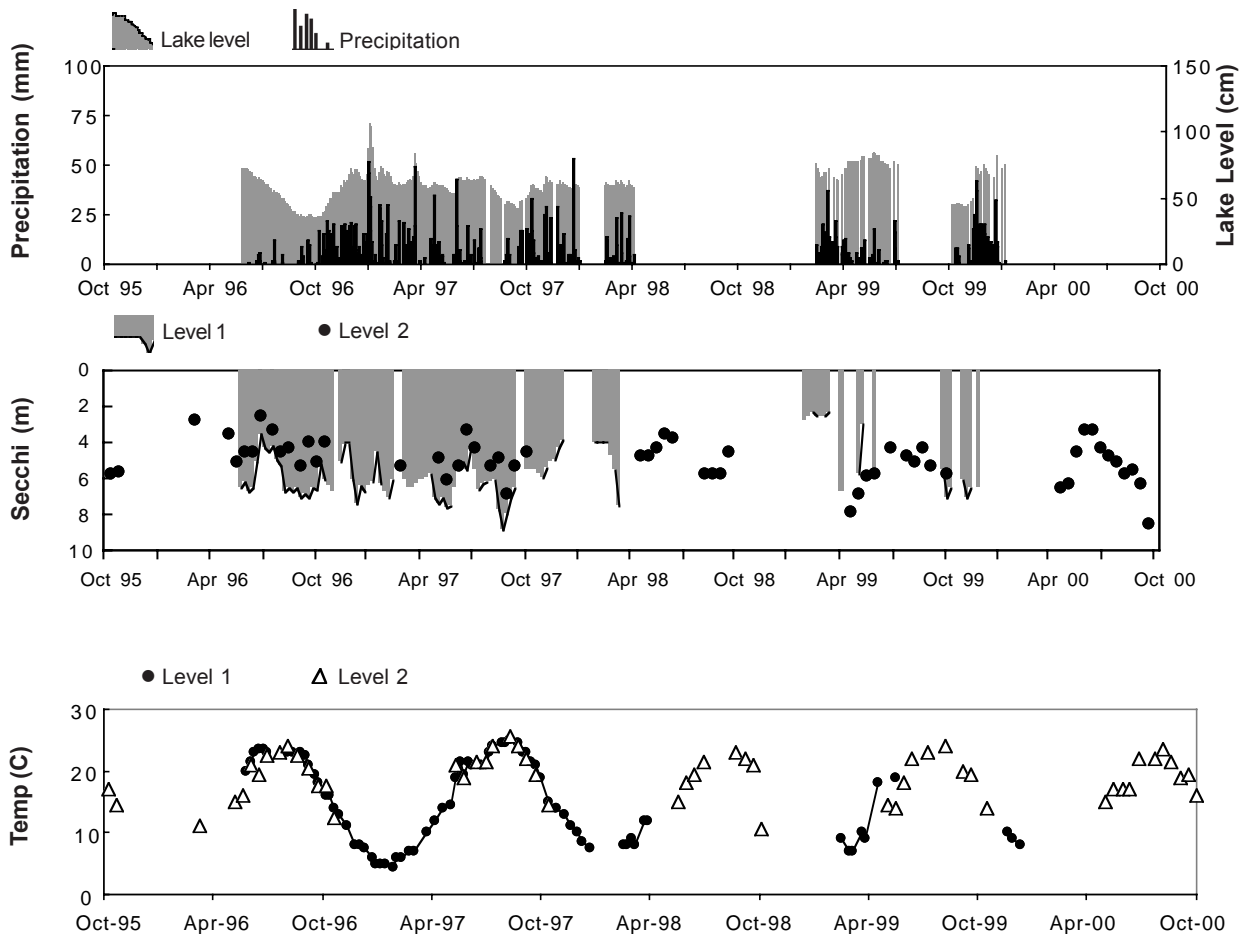 Lake level Precipitation
Precipitation (mm)
100 150
75
50 100
25 50
0 0
Lake Level (cm)
Oct 95 Apr 96 Oct 96 Apr 97 Oct 97 Apr 98 Oct 98 Apr 99 Oct 99 Apr 00 Oct 00
Level 1 Level 2
Secchi (m)
0
2
4
6
8
10
Oct 95 Apr 96 Oct 96 Apr 97 Oct 97 Apr 98 Oct 98 Apr 99 Oct 99 Apr 00 Oct 00
Level 1 Level 2
Temp (C)
30
20
10
0
Oct-95 Apr-96 Oct-96 Apr-97 Oct-97 Apr-98 Oct-98 Apr-99 Oct-99 Apr-00 Oct-00